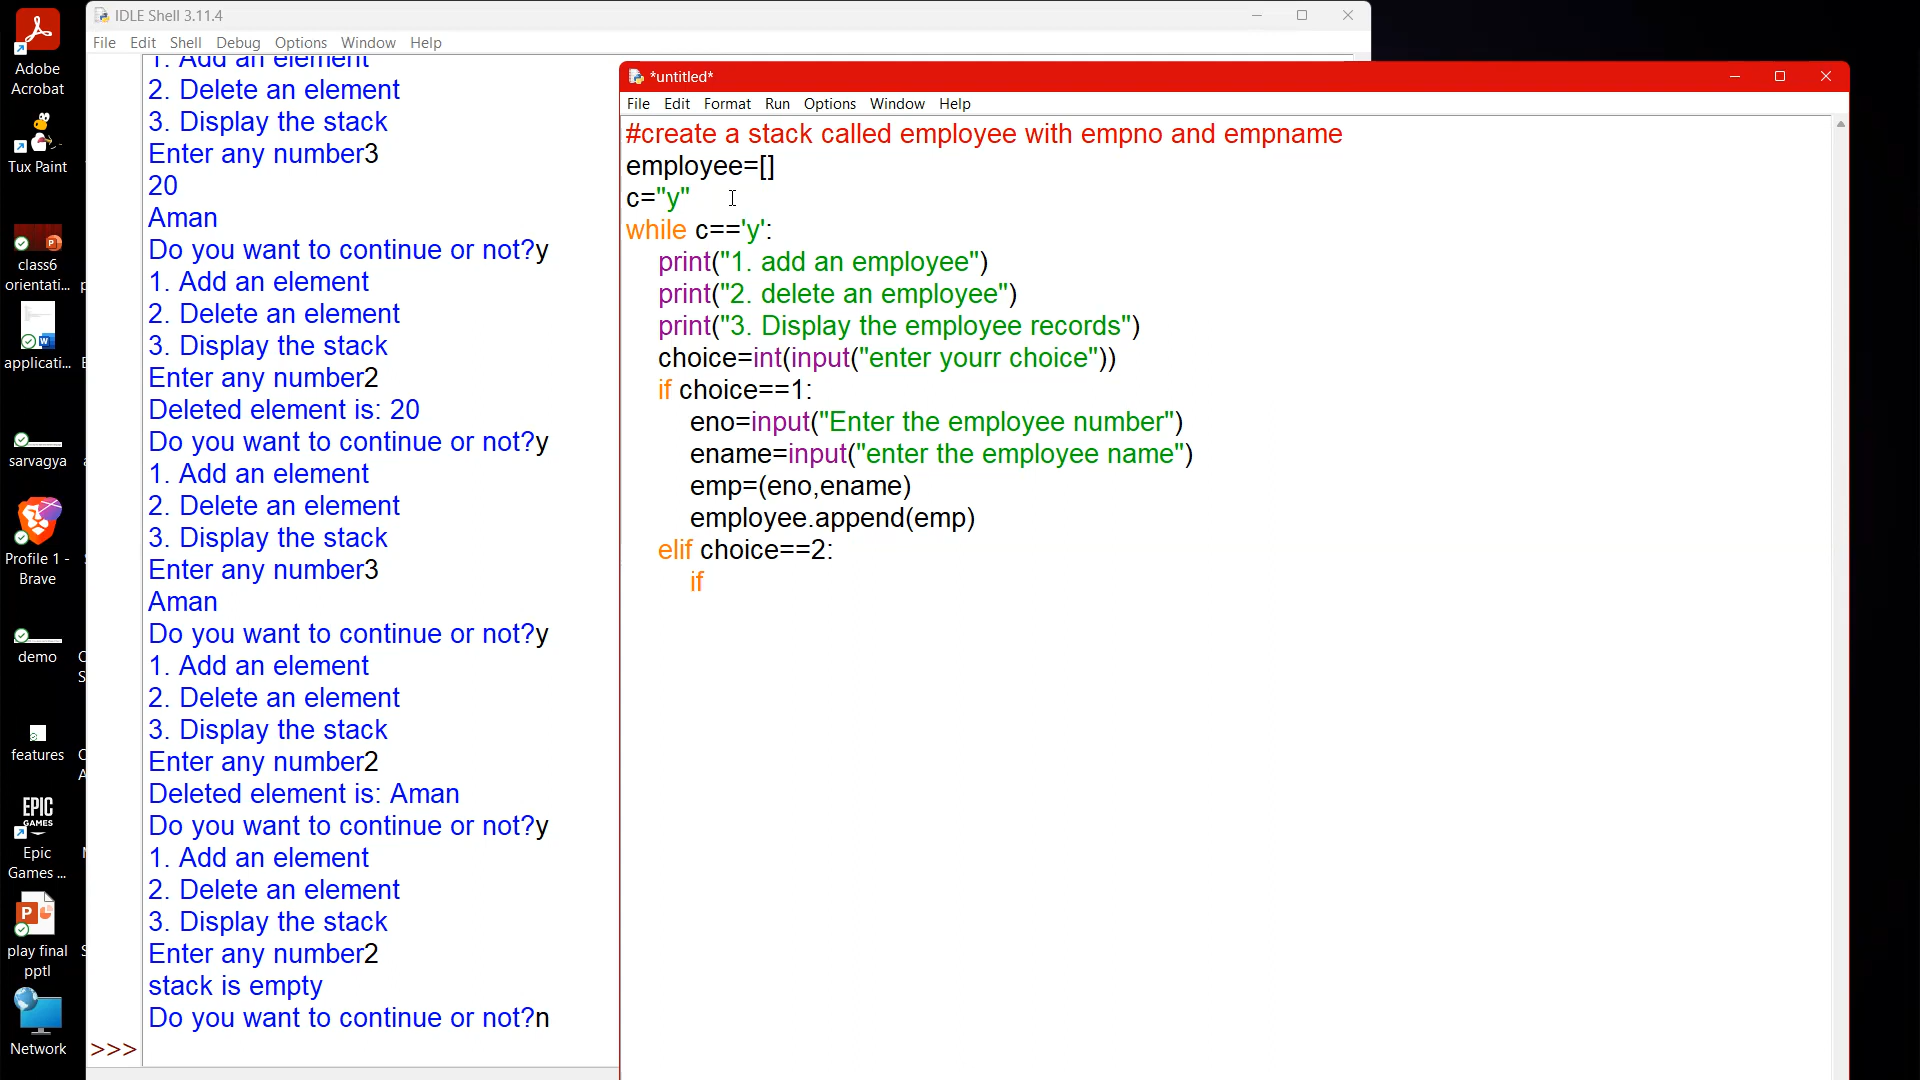 Adobe
Acrobat
Tux Paint
class6
orientati...
applicati...
sarvagya
Profile 1 -
Brave
demo
features
EPIC
GAMES
Epic
Games ...
play final
pptl
Network
IDLE Shell 3.11.4
File Edit Shell Debug Options Window Help
1. Add an element
2. Delete an element
3. Display the stack
Enter any number3
20
Aman
Do you want to continue or not?y
1. Add an element
2. Delete an element
3. Display the stack
Enter any number2
Deleted element is: 20
Do you want to continue or not?y
1. Add an element
2. Delete an element
3. Display the stack
Enter any number3
Aman
Do you want to continue or not?y
1. Add an element
2. Delete an element
3. Display the stack
Enter any number2
Deleted element is: Aman
Do you want to continue or not?y
1. Add an element
2. Delete an element
3. Display the stack
Enter any number2
stack is empty
Do you want to continue or not?n
>>>
*untitled*
File Edit Format Run Options Window Help
#create a stack called employee with empno and empname
employee=[]
c="y"
while c=='y':
    print("1. add an employee")
    print("2. delete an employee")
    print("3. Display the employee records")
    choice=int(input("enter yourr choice"))
    if choice==1:
        eno=input("Enter the employee number")
        ename=input("enter the employee name")
        emp=(eno,ename)
        employee.append(emp)
    elif choice==2:
        if